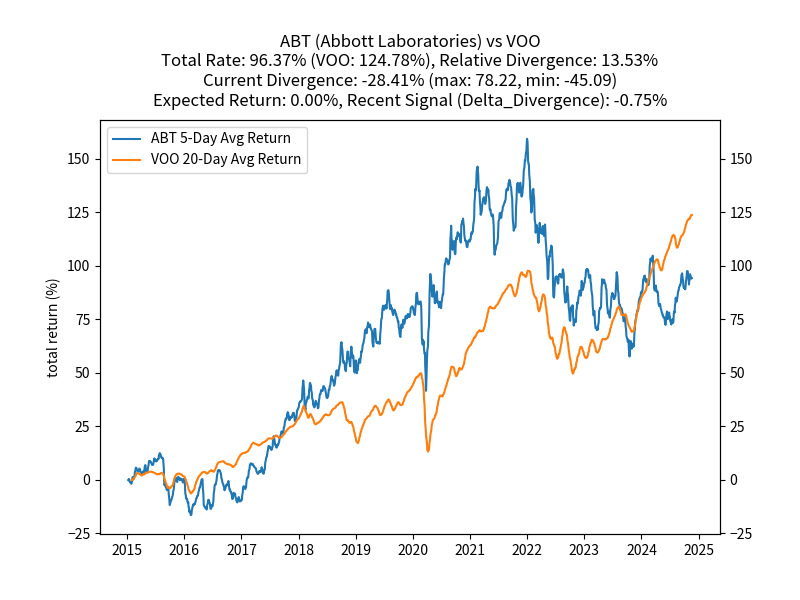 ABT (Abbott Laboratories) vs VOO
Total Rate: 96.37% (VOO: 124.78%), Relative Divergence: 13.53%
Current Divergence: -28.41% (max: 78.22, min: -45.09)
Expected Return: 0.00%, Recent Signal (Delta_Divergence): -0.75%
ABT 5-Day Avg Return
VOO 20-Day Avg Return
total return (%)
150
125
100
75
50
25
0
−25
150
125
100
75
50
25
0
−25
2015 2016 2017 2018 2019 2020 2021 2022 2023 2024 2025